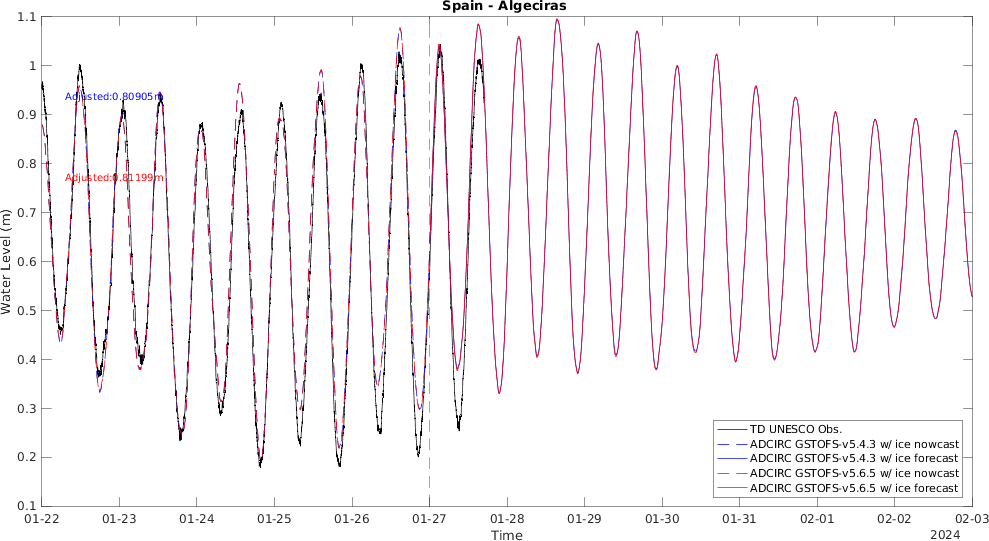 Spain - Algeciras
1.1
1
0.9
0.8
0.7
0.6
0.5
0.4
0.3
0.2
0.1
Water Level (m)
Adjusted:0.80905m
Adjusted:0.81199m
TD UNESCO Obs.
ADCIRC GSTOFS-v5.4.3 w/ ice nowcast
ADCIRC GSTOFS-v5.4.3 w/ ice forecast
ADCIRC GSTOFS-v5.6.5 w/ ice nowcast
ADCIRC GSTOFS-v5.6.5 w/ ice forecast
01-22 01-23 01-24 01-25 01-26 01-27 01-28 01-29 01-30 01-31 02-01 02-02 02-03
Time
2024